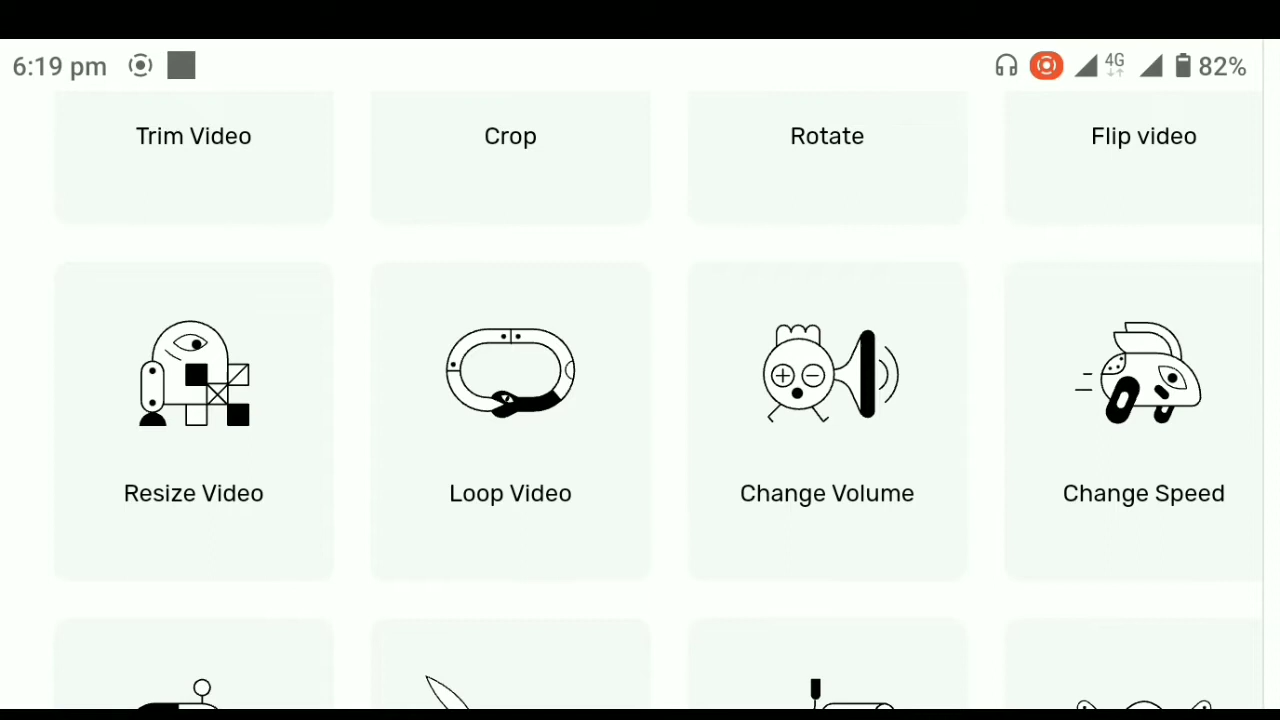 6:19 pm 4G 82%
Trim Video Crop Rotate Flip video
Resize Video Loop Video Change Volume Change Speed